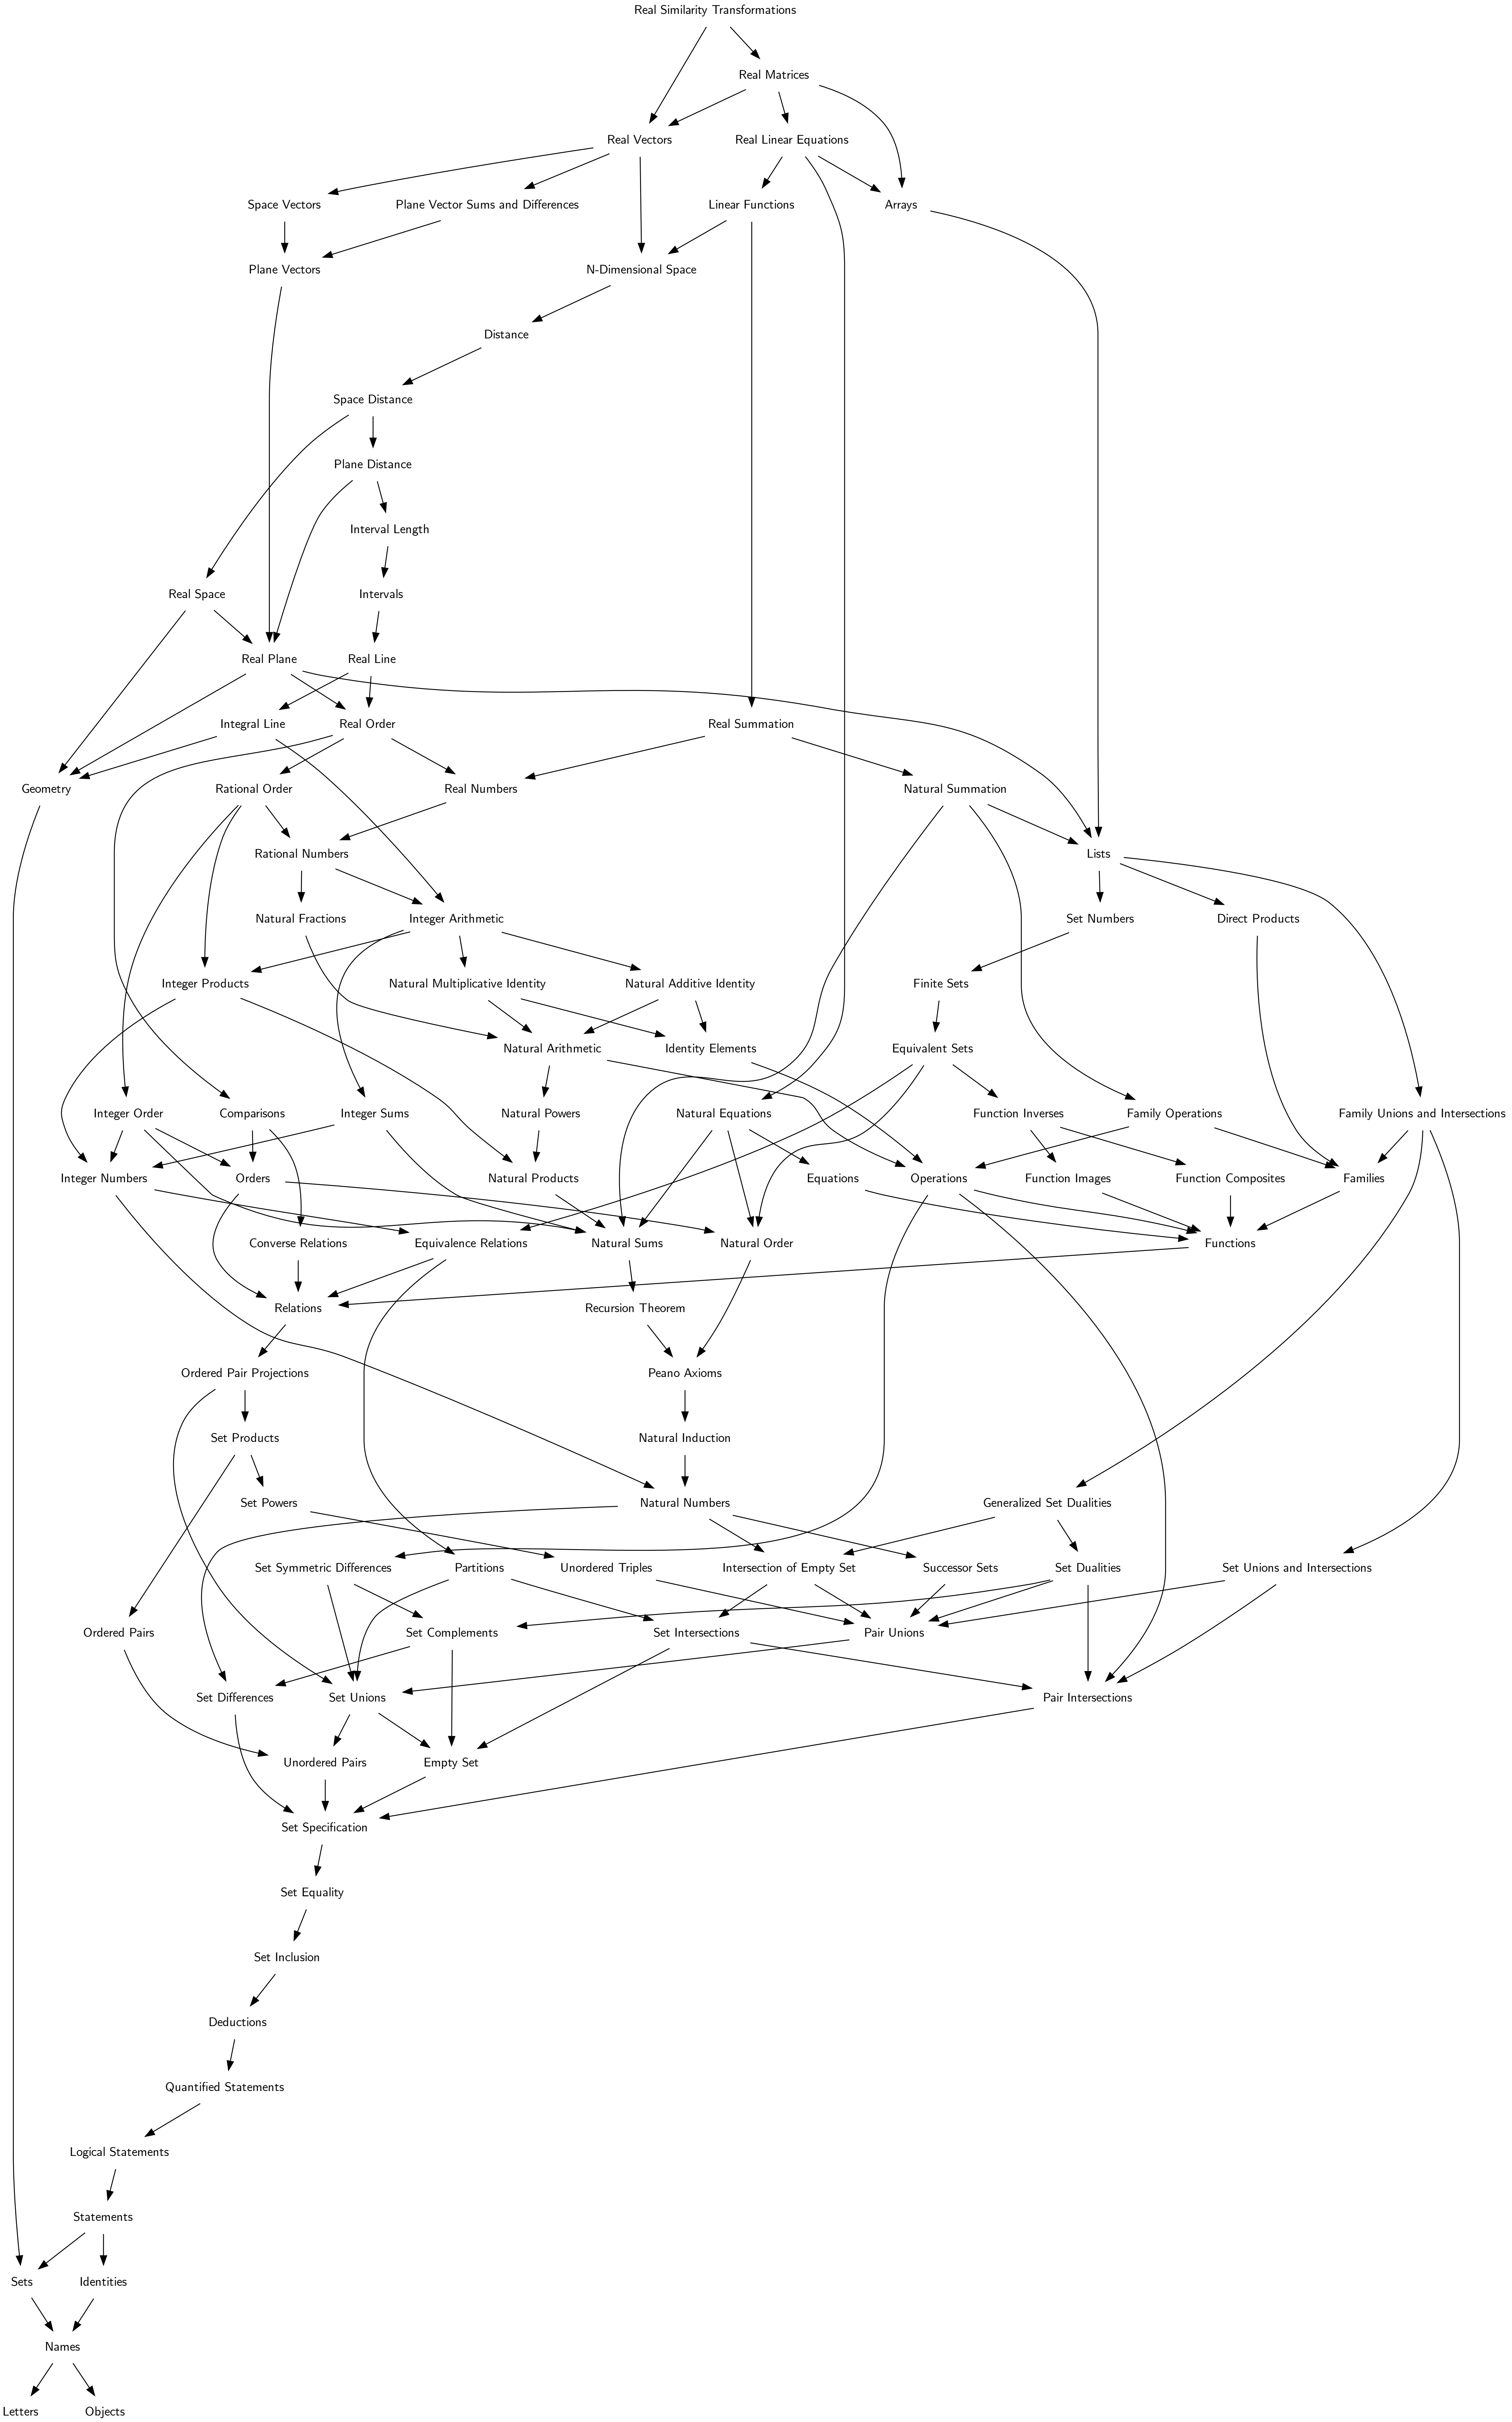 Real Similarity Transformations
Real Matrices
Real Vectors
Real Linear Equations
Space Vectors
Plane Vector Sums and Differences
Linear Functions
Arrays
Plane Vectors
N-Dimensional Space
Distance
Space Distance
Plane Distance
Interval Length
Real Space
Intervals
Real Plane
Real Line
Integral Line
Real Order
Real Summation
Geometry
Rational Order
Real Numbers
Natural Summation
Rational Numbers
Lists
Natural Fractions
Integer Arithmetic
Set Numbers
Direct Products
Integer Products
Natural Multiplicative Identity
Natural Additive Identity
Finite Sets
Natural Arithmetic
Identity Elements
Equivalent Sets
Integer Order
Comparisons
Integer Sums
Natural Powers
Natural Equations
Function Inverses
Family Operations
Family Unions and Intersections
Integer Numbers
Orders
Natural Products
Equations
Operations
Function Images
Function Composites
Families
Converse Relations
Equivalence Relations
Natural Sums
Natural Order
Functions
Relations
Recursion Theorem
Ordered Pair Projections
Peano Axioms
Set Products
Natural Induction
Set Powers
Natural Numbers
Generalized Set Dualities
Set Symmetric Differences
Partitions
Unordered Triples
Intersection of Empty Set
Successor Sets
Set Dualities
Set Unions and Intersections
Ordered Pairs
Set Complements
Set Intersections
Pair Unions
Set Differences
Set Unions
Pair Intersections
Unordered Pairs
Empty Set
Set Specification
Set Equality
Set Inclusion
Deductions
Quantified Statements
Logical Statements
Statements
Sets
Identities
Names
Letters
Objects